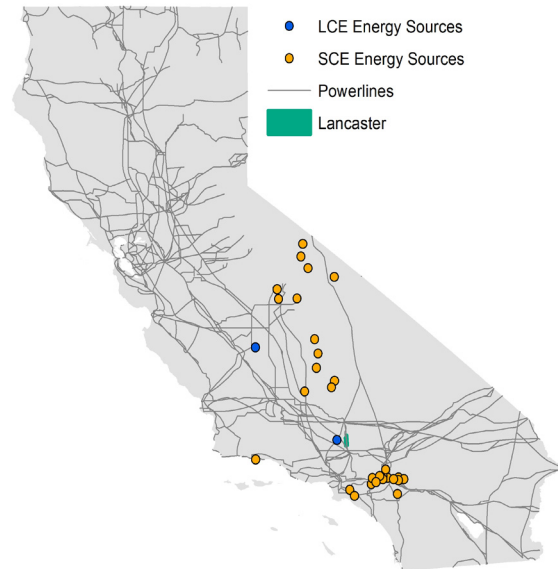 LCE Energy Sources
SCE Energy Sources
Powerlines
Lancaster